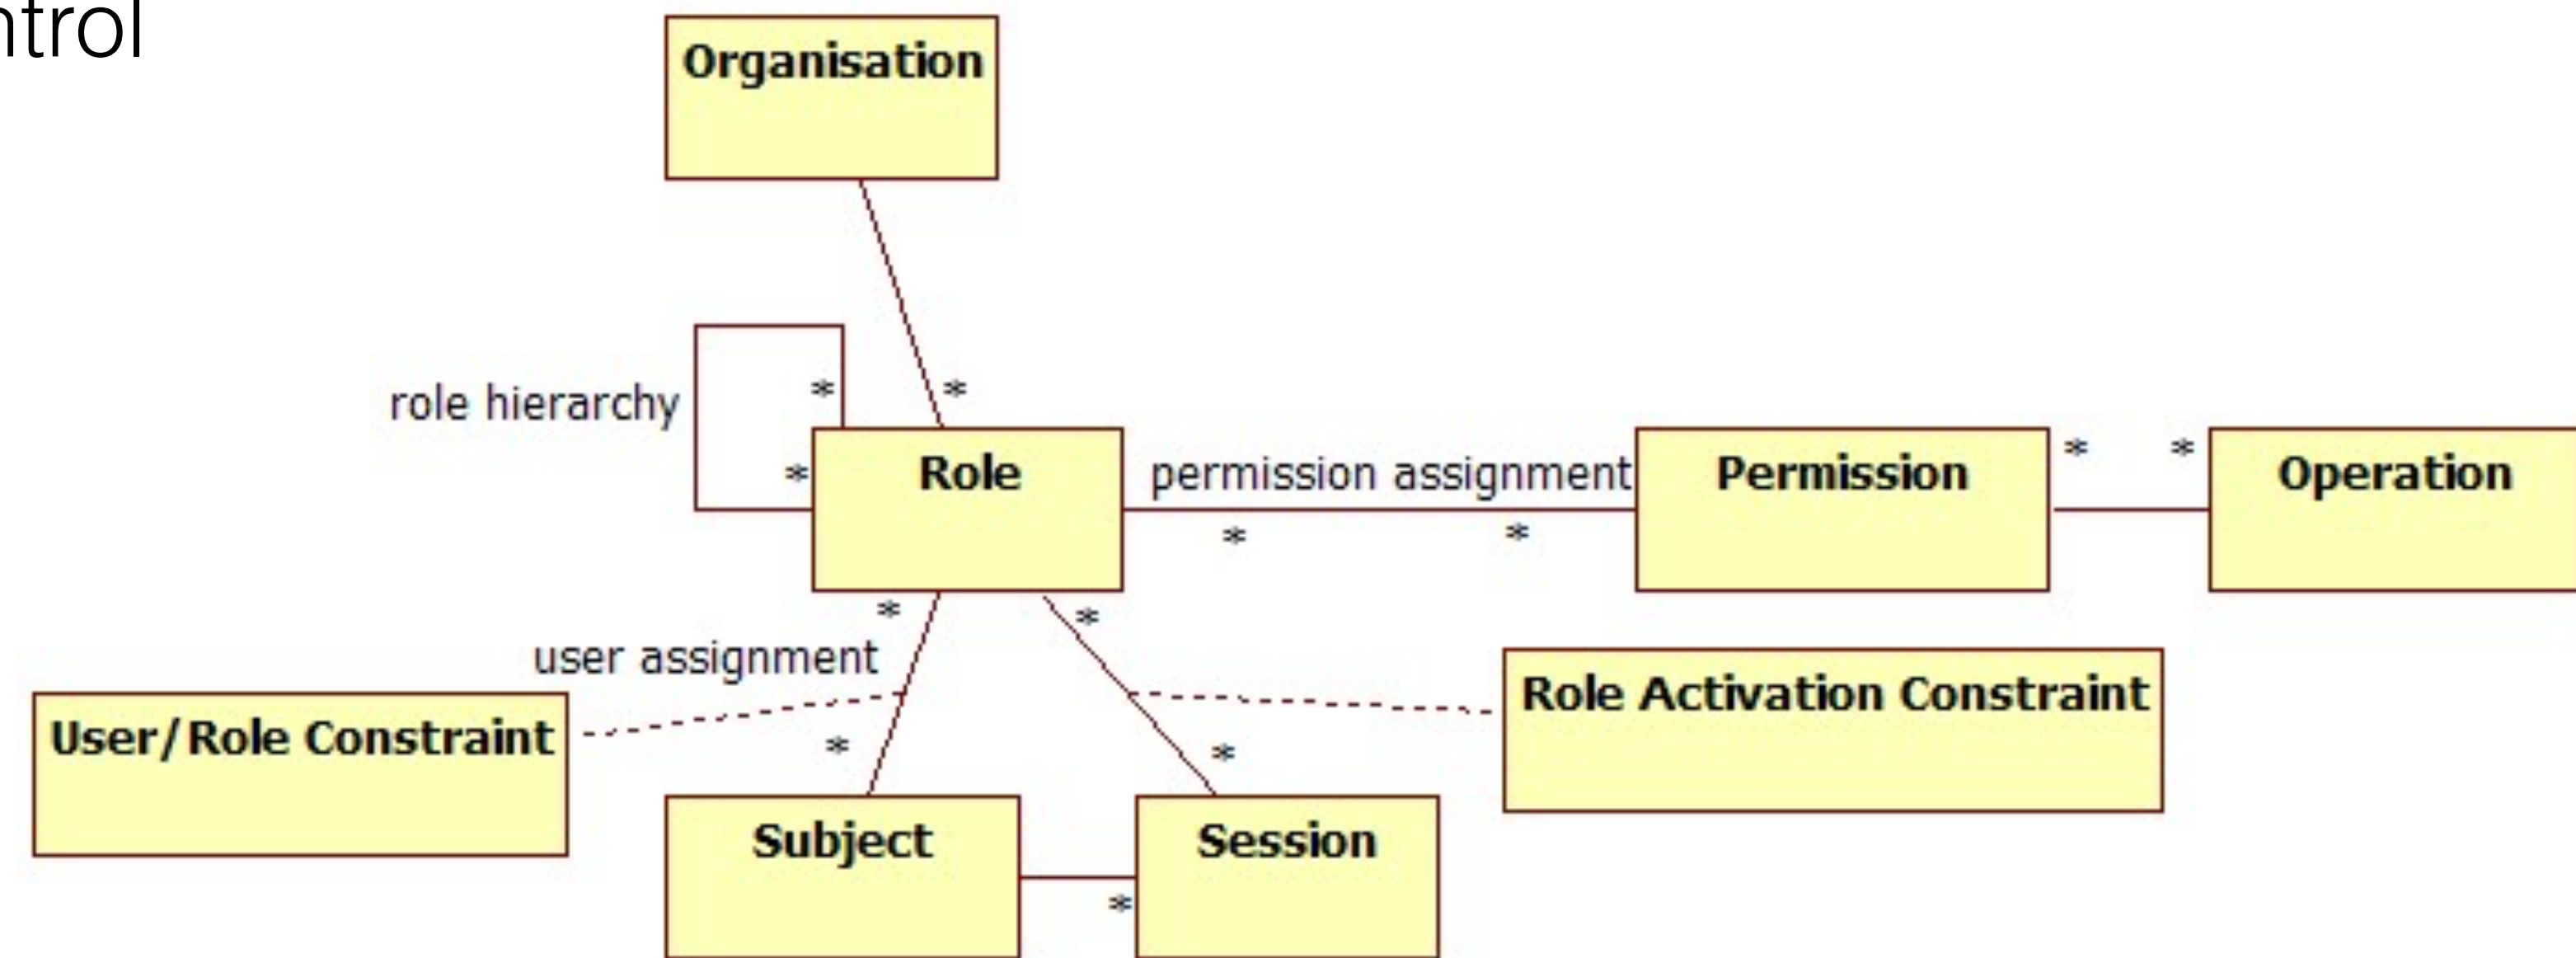 ntrol
Organisation
*
*
role hierarchy
*
Role
permission assignment
*
*
Permission
*
*
Operation
*
*
user assignment
User/Role Constraint
*
*
Role Activation Constraint
Subject
*
Session